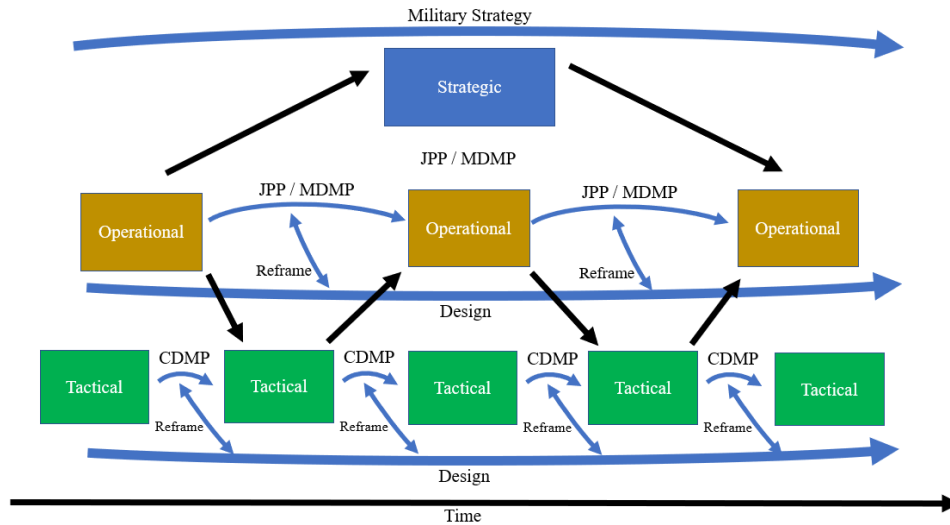 Military Strategy
Strategic
JPP / MDMP
JPP / MDMP
JPP / MDMP
Operational
Operational
Operational
Reframe
Reframe
Design
CDMP
CDMP
CDMP
CDMP
Tactical
Tactical
Tactical
Tactical
Tactical
Reframe
Reframe
Reframe
Reframe
Design
Time